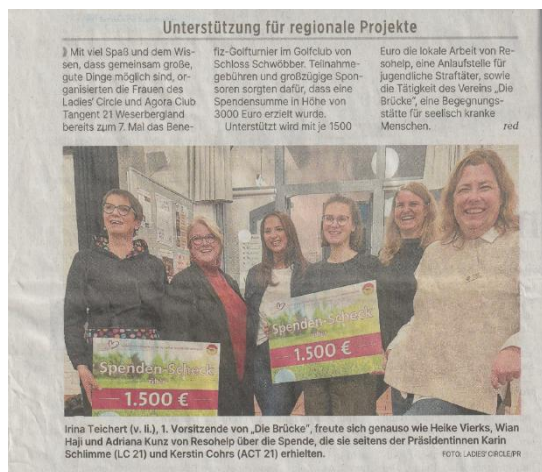 Unterstützung für regionale Projekte
⟫ Mit viel Spaß und dem Wis-
sen, dass gemeinsam große,
gute Dinge möglich sind, or-
ganisierten die Frauen des
Ladies' Circle und Agora Club
Tangent 21 Weserbergland
bereits zum 7. Mal das Bene-
fiz-Golfturnier im Golfclub von
Schloss Schwöbber. Teilnahme-
gebühren und großzügige Spon-
soren sorgten dafür, dass eine
Spendensumme in Höhe von
3000 Euro erzielt wurde.
Unterstützt wird mit je 1500
Euro die lokale Arbeit von Re-
sohelp, eine Anlaufstelle für
jugendliche Straftäter, sowie
die Tätigkeit des Vereins „Die
Brücke", eine Begegnungs-
stätte für seelisch kranke
Menschen. red
Spenden-Scheck
1.500 €
Spenden-Scheck
1.500 €
Irina Teichert (v. li.), 1. Vorsitzende von „Die Brücke", freute sich genauso wie Heike Vierks, Wian
Haji und Adriana Kunz von Resohelp über die Spende, die sie seitens der Präsidentinnen Karin
Schlimme (LC 21) und Kerstin Cohrs (ACT 21) erhielten. FOTO: LADIES' CIRCLE/PR